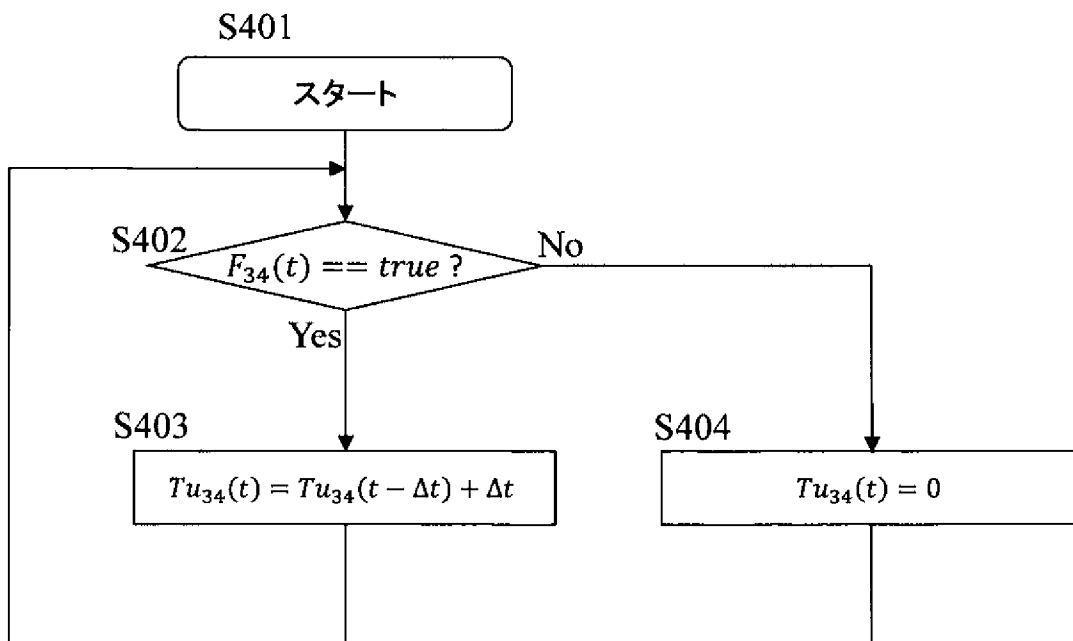 S401
スタート
S402
F₃₄(t) == true ?
No
Yes
S403
Tu₃₄(t) = Tu₃₄(t − Δt) + Δt
S404
Tu₃₄(t) = 0